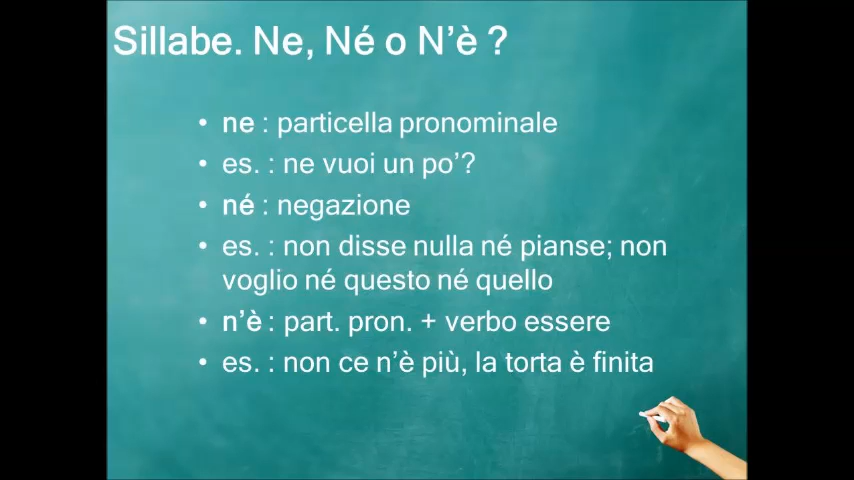 Sillabe. Ne, Né o N'è ?
• ne : particella pronominale
• es. : ne vuoi un po'?
• né : negazione
• es. : non disse nulla né pianse; non
voglio né questo né quello
• n'è : part. pron. + verbo essere
• es. : non ce n'è più, la torta è finita